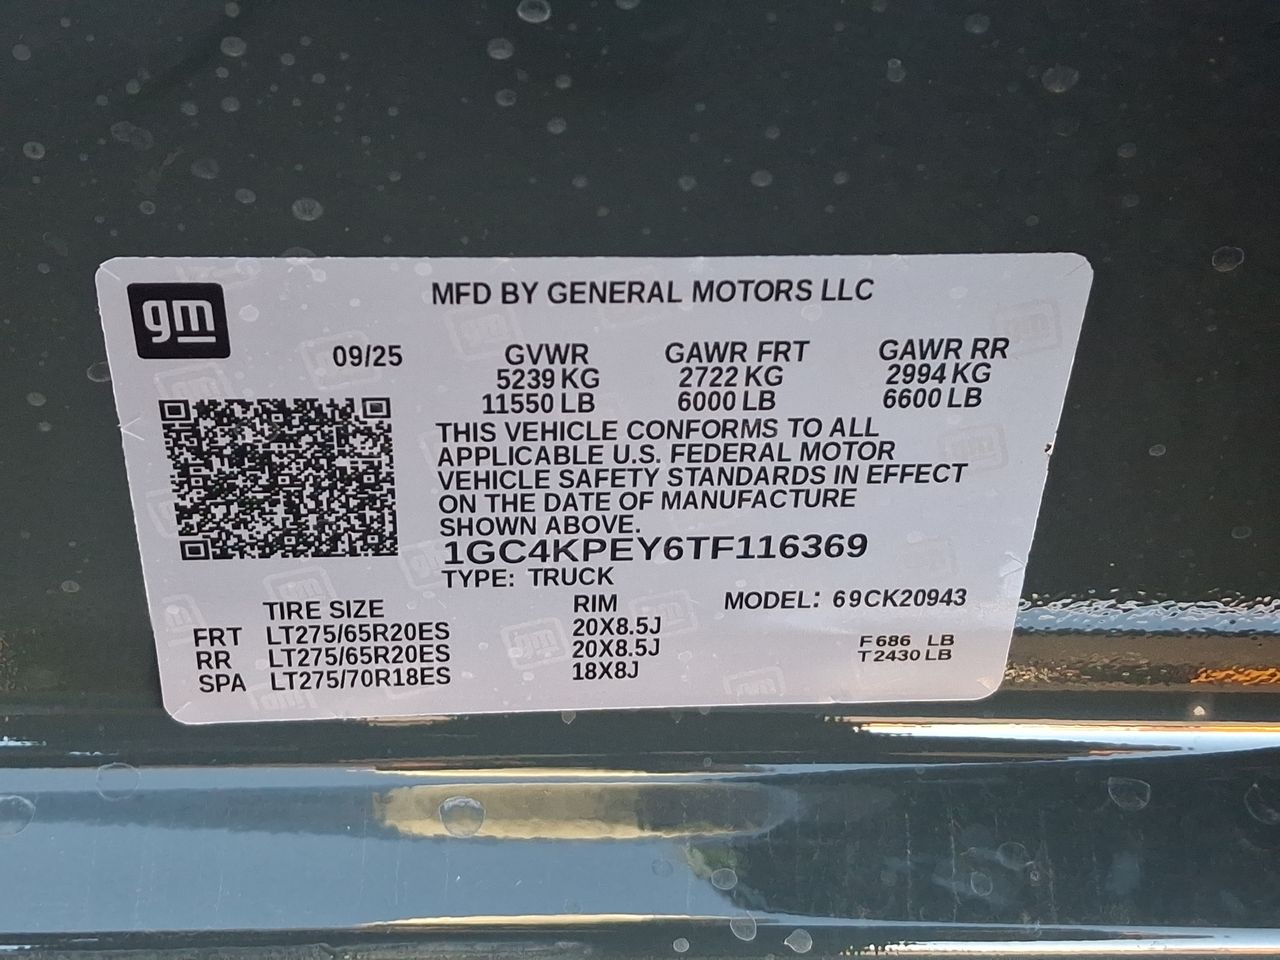 gm
MFD BY GENERAL MOTORS LLC
09/25 GVWR GAWR FRT GAWR RR
5239 KG 2722 KG 2994 KG
11550 LB 6000 LB 6600 LB
THIS VEHICLE CONFORMS TO ALL
APPLICABLE U.S. FEDERAL MOTOR
VEHICLE SAFETY STANDARDS IN EFFECT
ON THE DATE OF MANUFACTURE
SHOWN ABOVE.
1GC4KPEY6TF116369
TYPE: TRUCK
TIRE SIZE RIM MODEL: 69CK20943
FRT LT275/65R20ES 20X8.5J
RR LT275/65R20ES 20X8.5J F 686 LB
SPA LT275/70R18ES 18X8J T 2430 LB